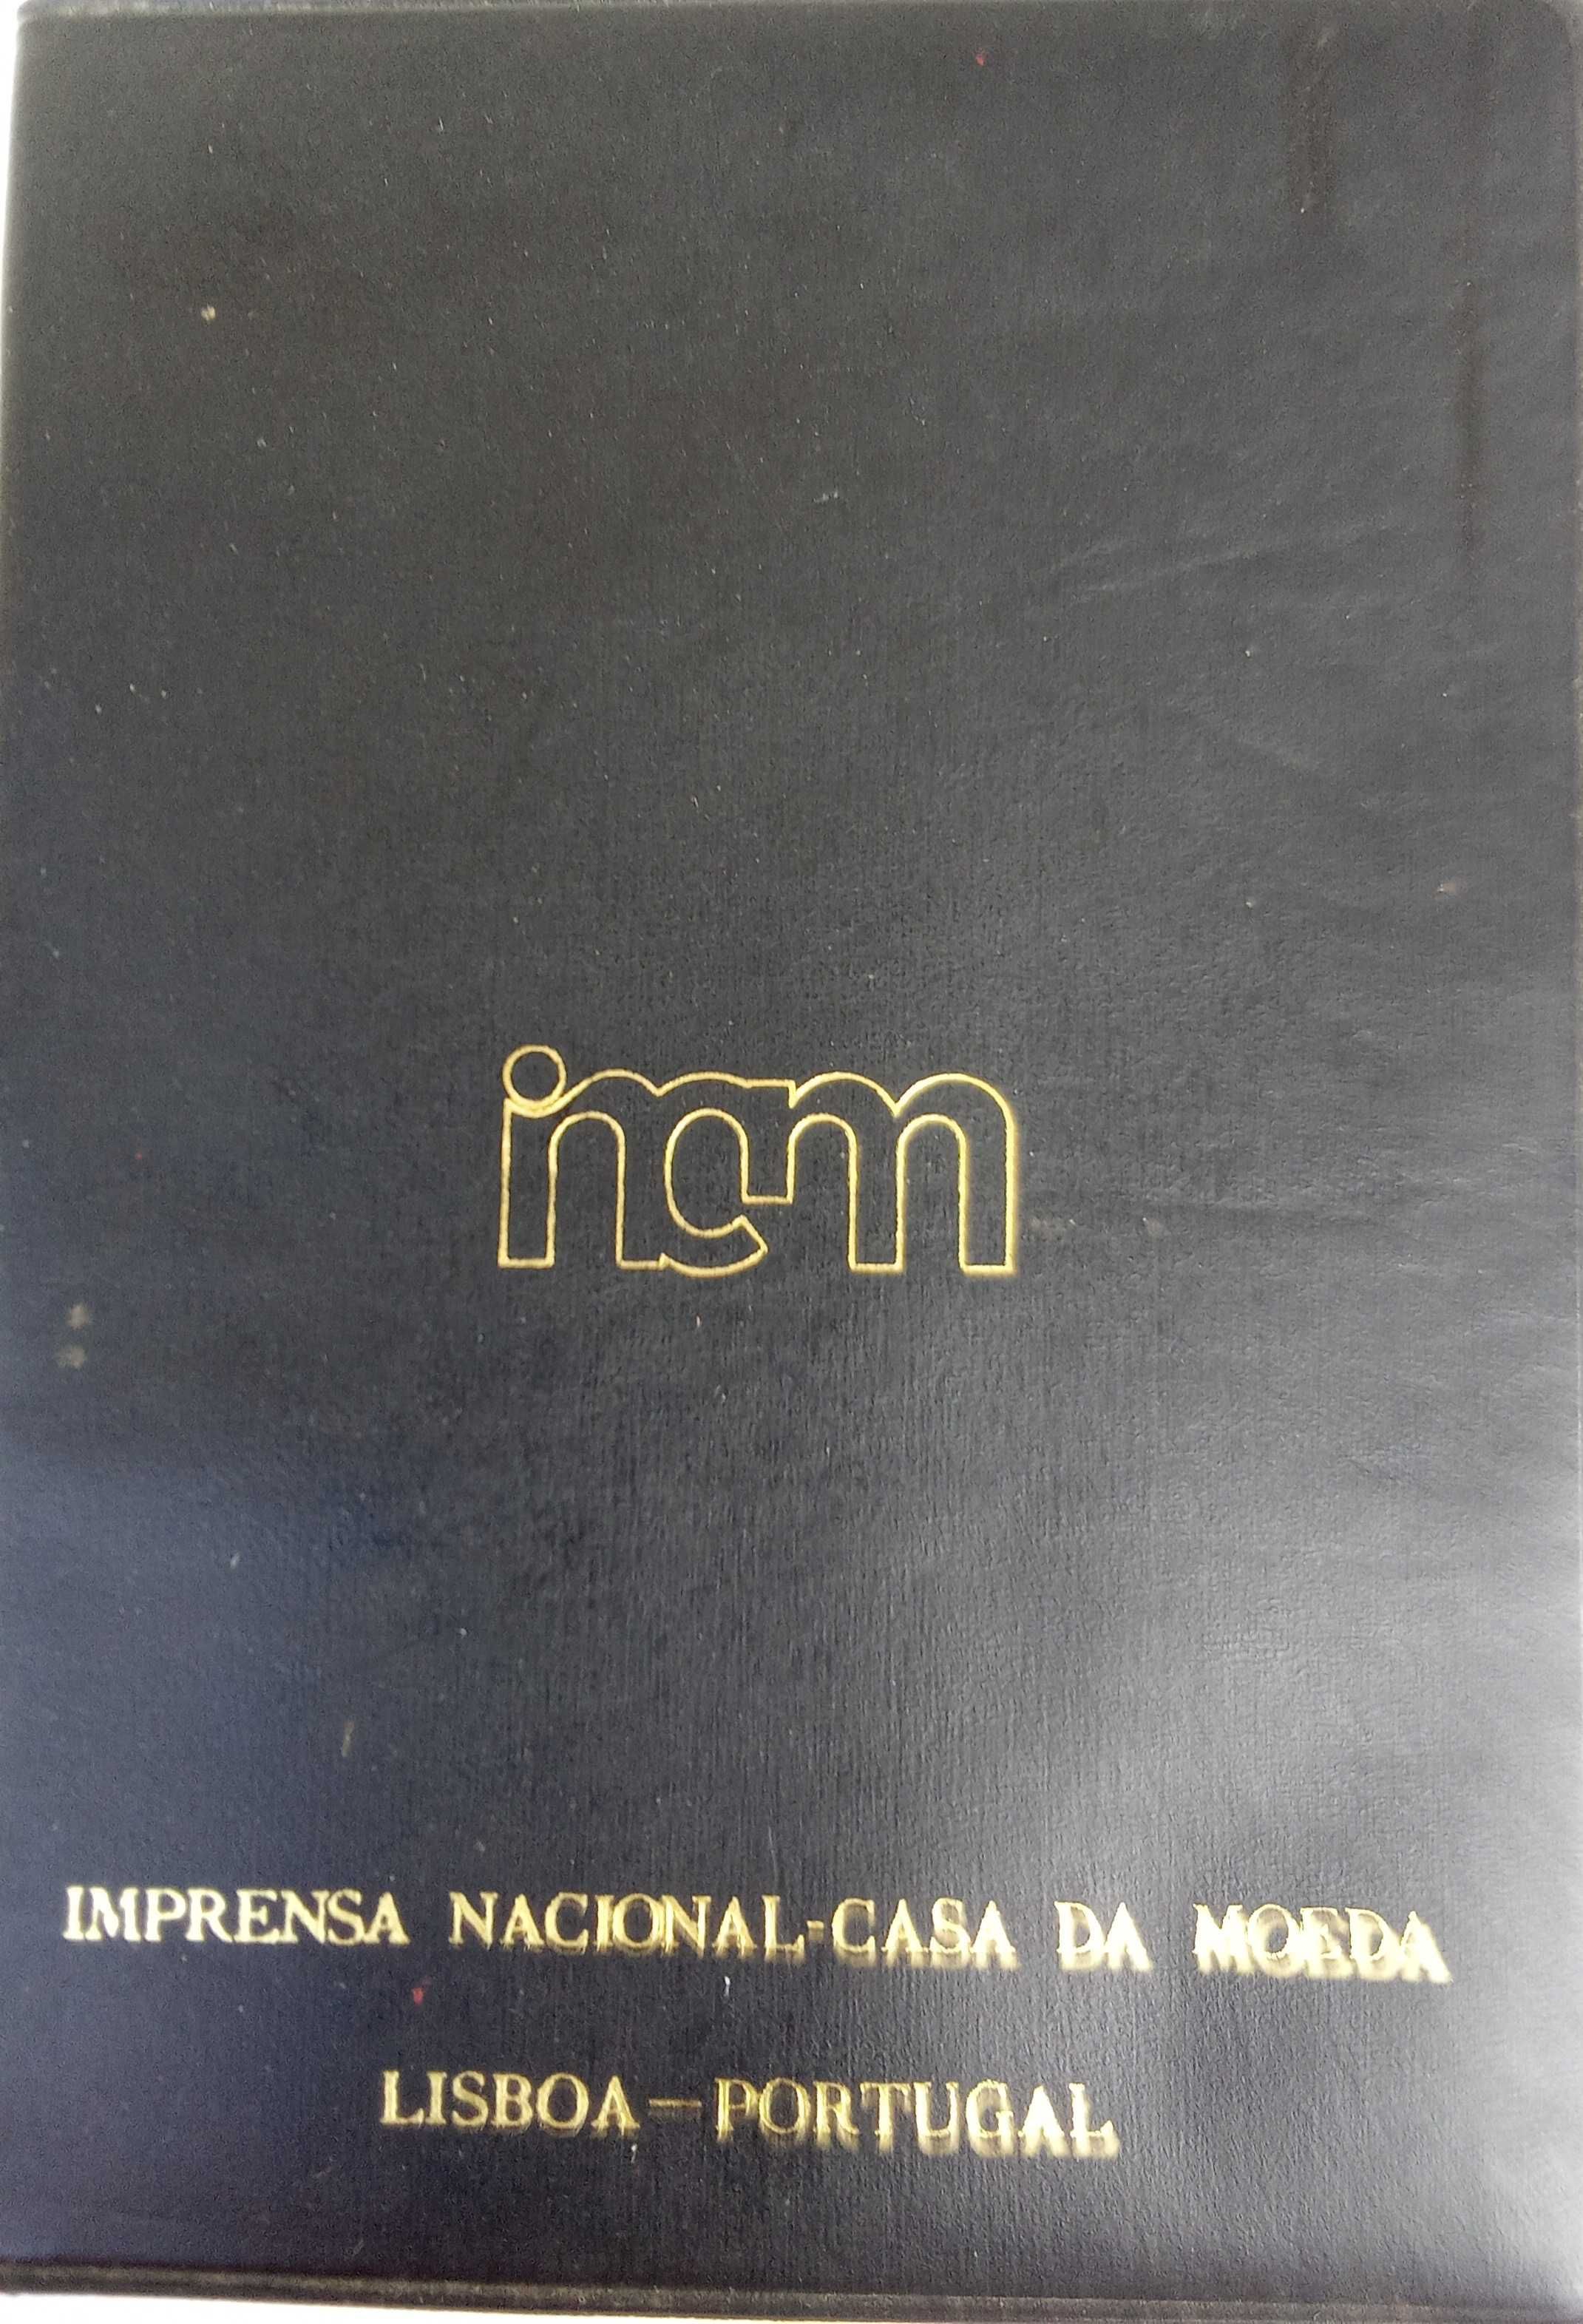 incm
IMPRENSA NACIONAL-CASA DA MOEDA
LISBOA—PORTUGAL